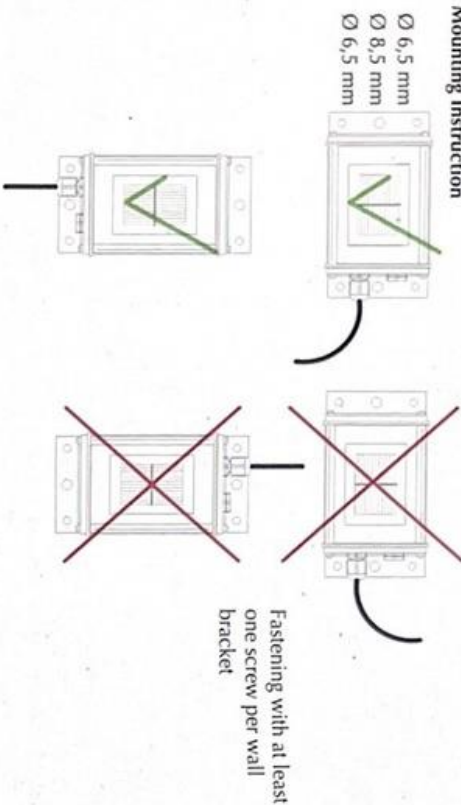 Mounting Instruction
Ø 6,5 mm
Ø 8,5 mm
Ø 6,5 mm
Fastening with at least
one screw per wall
bracket